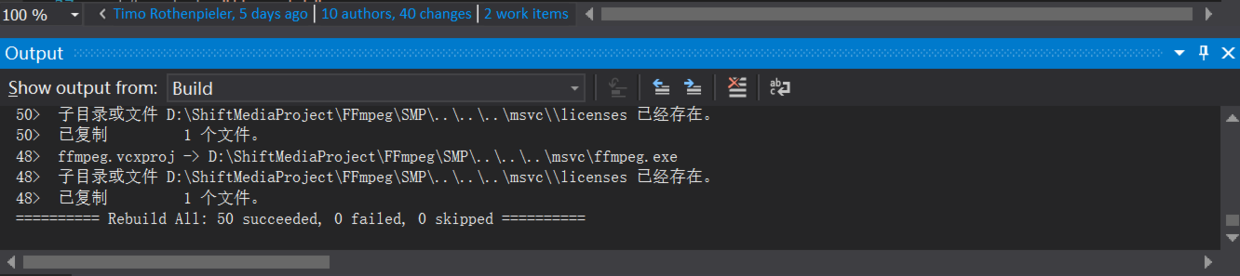 100 %
Timo Rothenpieler, 5 days ago | 10 authors, 40 changes | 2 work items
Output
Show output from: Build
50>  子目录或文件 D:\ShiftMediaProject\FFmpeg\SMP\..\..\..\msvc\\licenses 已经存在。
50>  已复制         1 个文件。
48>  ffmpeg.vcxproj -> D:\ShiftMediaProject\FFmpeg\SMP\..\..\..\msvc\ffmpeg.exe
48>  子目录或文件 D:\ShiftMediaProject\FFmpeg\SMP\..\..\..\msvc\\licenses 已经存在。
48>  已复制         1 个文件。
========== Rebuild All: 50 succeeded, 0 failed, 0 skipped ==========